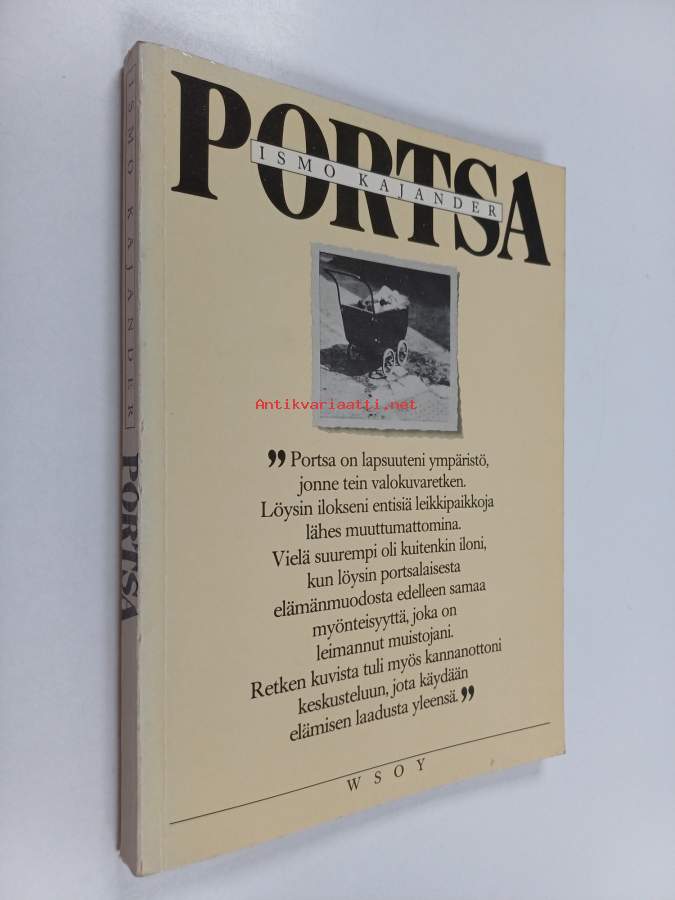 PORTSA
ISMO KAJANDER
Antikvariaatti.net
❞ Portsa on lapsuuteni ympäristö,
jonne tein valokuvaretken.
Löysin ilokseni entisiä leikkipaikkoja
lähes muuttumattomina.
Vielä suurempi oli kuitenkin iloni,
kun löysin portsalaisesta
elämänmuodosta edelleen samaa
myönteisyyttä, joka on
leimannut muistojani.
Retken kuvista tuli myös kannanottoni
keskusteluun, jota käydään
elämisen laadusta yleensä.❞
WSOY
ISMO KAJANDER
PORTSA